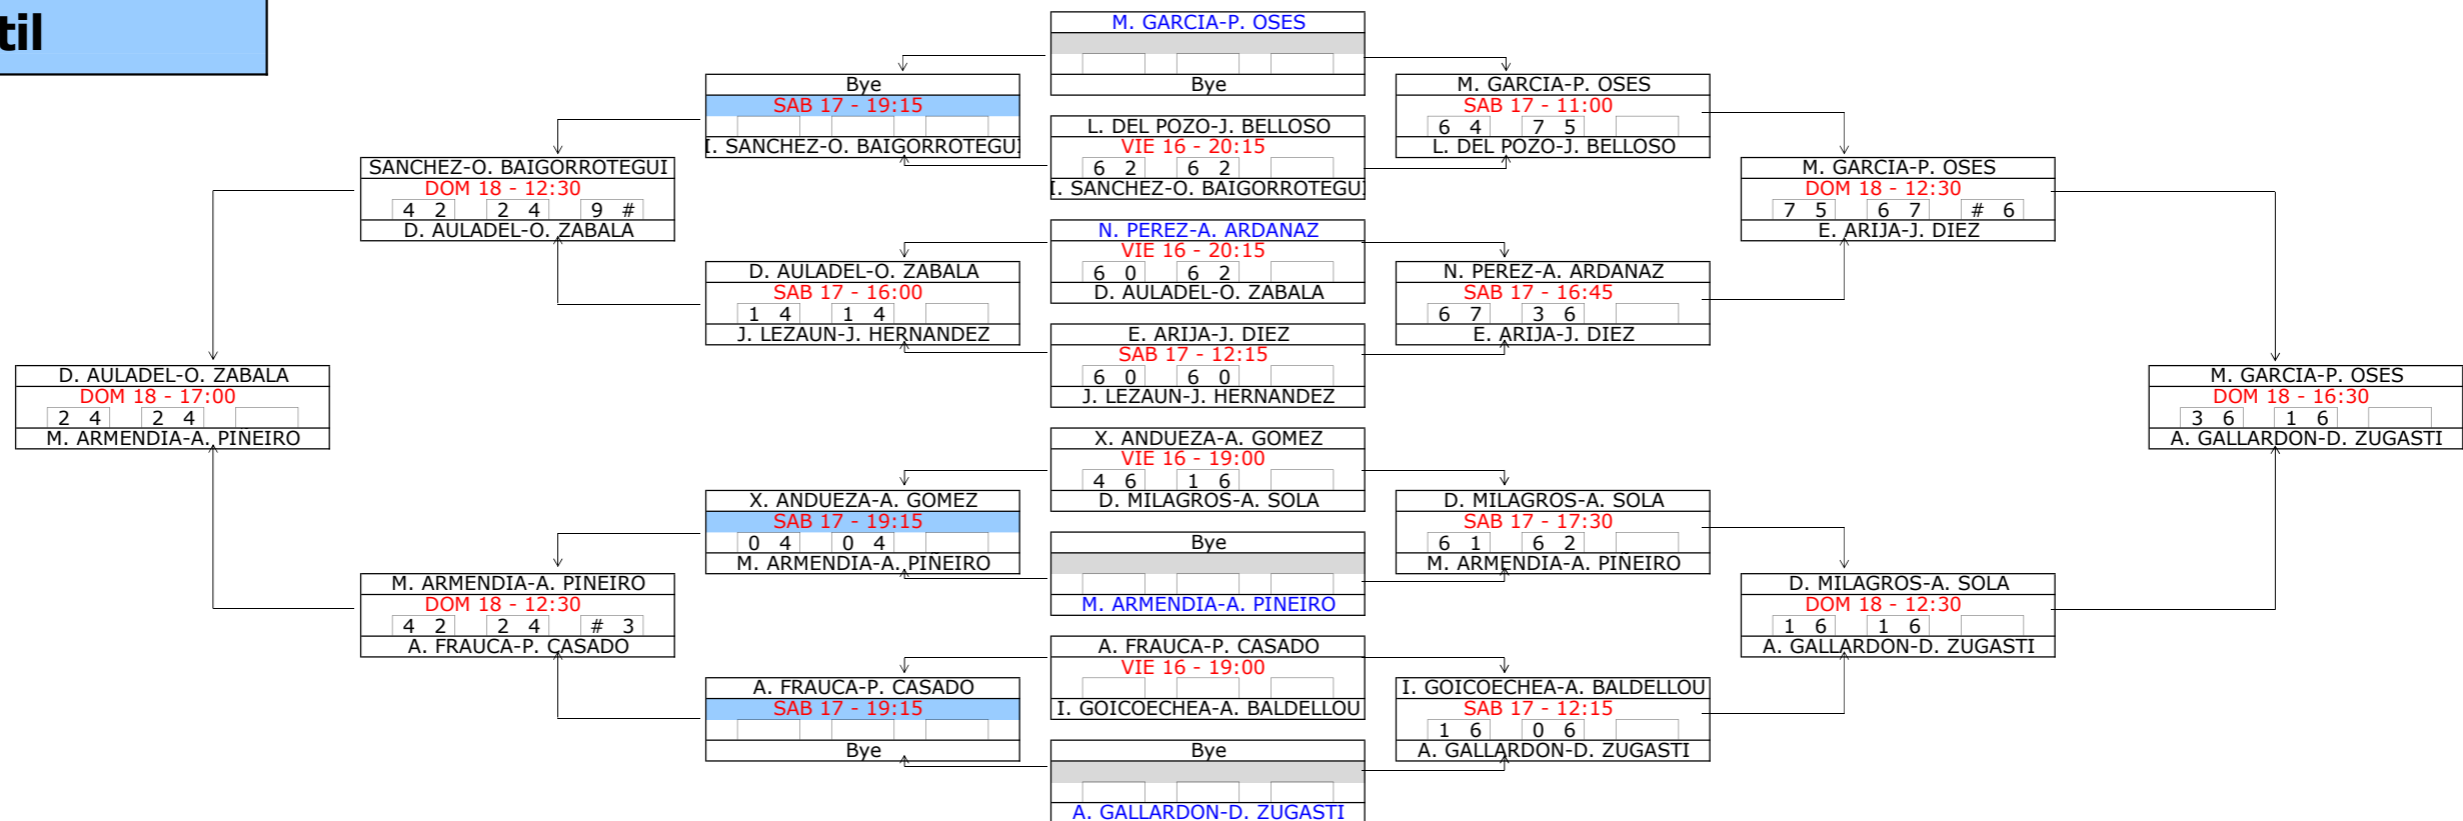 til
M. GARCIA-P. OSES
Bye
L. DEL POZO-J. BELLOSO
VIE 16 - 20:15
6 2 6 2
I. SANCHEZ-O. BAIGORROTEGUI
N. PEREZ-A. ARDANAZ
VIE 16 - 20:15
6 0 6 2
D. AULADEL-O. ZABALA
E. ARIJA-J. DIEZ
SAB 17 - 12:15
6 0 6 0
J. LEZAUN-J. HERNANDEZ
X. ANDUEZA-A. GOMEZ
VIE 16 - 19:00
4 6 1 6
D. MILAGROS-A. SOLA
Bye
M. ARMENDIA-A. PINEIRO
A. FRAUCA-P. CASADO
VIE 16 - 19:00
I. GOICOECHEA-A. BALDELLOU
Bye
A. GALLARDON-D. ZUGASTI
Bye
SAB 17 - 19:15
I. SANCHEZ-O. BAIGORROTEGUI
D. AULADEL-O. ZABALA
SAB 17 - 16:00
1 4 1 4
J. LEZAUN-J. HERNANDEZ
X. ANDUEZA-A. GOMEZ
SAB 17 - 19:15
0 4 0 4
M. ARMENDIA-A. PIÑEIRO
A. FRAUCA-P. CASADO
SAB 17 - 19:15
Bye
SANCHEZ-O. BAIGORROTEGUI
DOM 18 - 12:30
4 2 2 4 9 #
D. AULADEL-O. ZABALA
M. ARMENDIA-A. PINEIRO
DOM 18 - 12:30
4 2 2 4 # 3
A. FRAUCA-P. CASADO
D. AULADEL-O. ZABALA
DOM 18 - 17:00
2 4 2 4
M. ARMENDIA-A. PINEIRO
M. GARCIA-P. OSES
SAB 17 - 11:00
6 4 7 5
L. DEL POZO-J. BELLOSO
N. PEREZ-A. ARDANAZ
SAB 17 - 16:45
6 7 3 6
E. ARIJA-J. DIEZ
D. MILAGROS-A. SOLA
SAB 17 - 17:30
6 1 6 2
M. ARMENDIA-A. PIÑEIRO
I. GOICOECHEA-A. BALDELLOU
SAB 17 - 12:15
1 6 0 6
A. GALLARDON-D. ZUGASTI
M. GARCIA-P. OSES
DOM 18 - 12:30
7 5 6 7 # 6
E. ARIJA-J. DIEZ
D. MILAGROS-A. SOLA
DOM 18 - 12:30
1 6 1 6
A. GALLARDON-D. ZUGASTI
M. GARCIA-P. OSES
DOM 18 - 16:30
3 6 1 6
A. GALLARDON-D. ZUGASTI